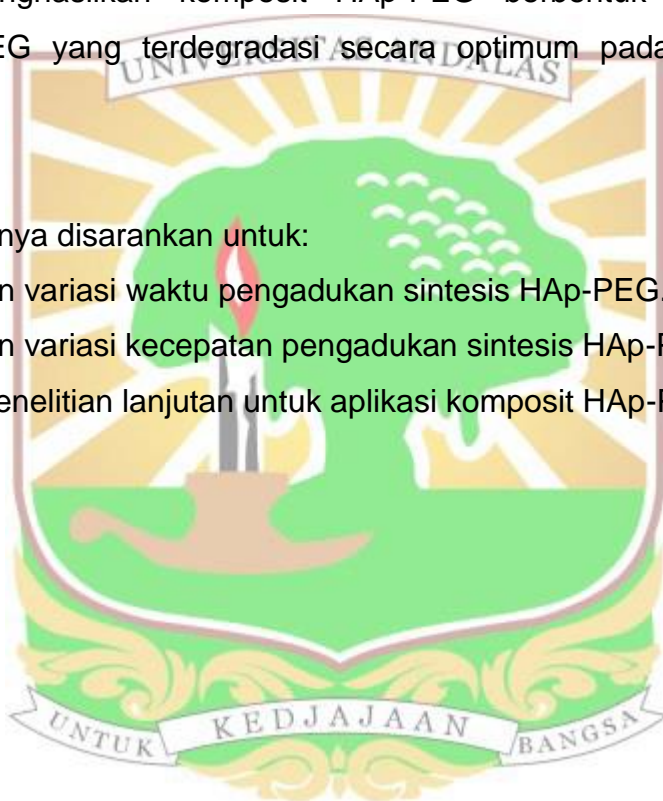 nghasilkan komposit HAp-PEG berbentuk
EG yang terdegradasi secara optimum pada
UNIVERSITAS ANDALAS
nya disarankan untuk:
n variasi waktu pengadukan sintesis HAp-PEG.
n variasi kecepatan pengadukan sintesis HAp-P
enelitian lanjutan untuk aplikasi komposit HAp-P
UNTUK KEDJAJAAN BANGSA